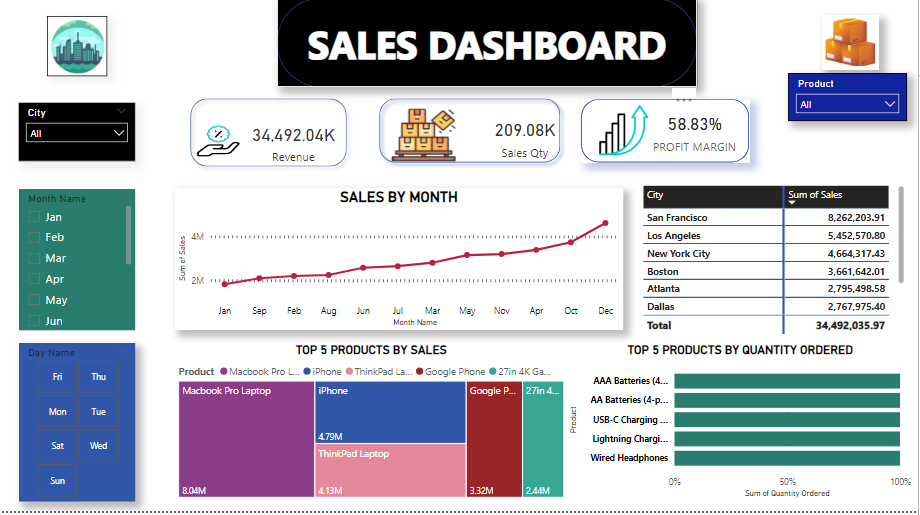 SALES DASHBOARD
City
All
Product
All
34,492.04K
Revenue
209.08K
Sales Qty
58.83%
PROFIT MARGIN
Month Name
Jan
Feb
Mar
Apr
May
Jun
SALES BY MONTH
Sum of Sales
4M
2M
Jan Sep Feb Aug Jun Jul Mar May Nov Apr Oct Dec
Month Name
City Sum of Sales
San Francisco 8,262,203.91
Los Angeles 5,452,570.80
New York City 4,664,317.43
Boston 3,661,642.01
Atlanta 2,795,498.58
Dallas 2,767,975.40
Total 34,492,035.97
Day Name
Fri Thu
Mon Tue
Sat Wed
Sun
TOP 5 PRODUCTS BY SALES
Product Macbook Pro L... iPhone ThinkPad La... Google Phone 27in 4K Ga...
Macbook Pro Laptop
8.04M
iPhone
4.79M
ThinkPad Laptop
4.13M
Google P...
3.32M
27in 4...
2.44M
TOP 5 PRODUCTS BY QUANTITY ORDERED
Product
AAA Batteries (4...
AA Batteries (4-p...
USB-C Charging ...
Lightning Chargi...
Wired Headphones
0% 50% 100%
Sum of Quantity Ordered